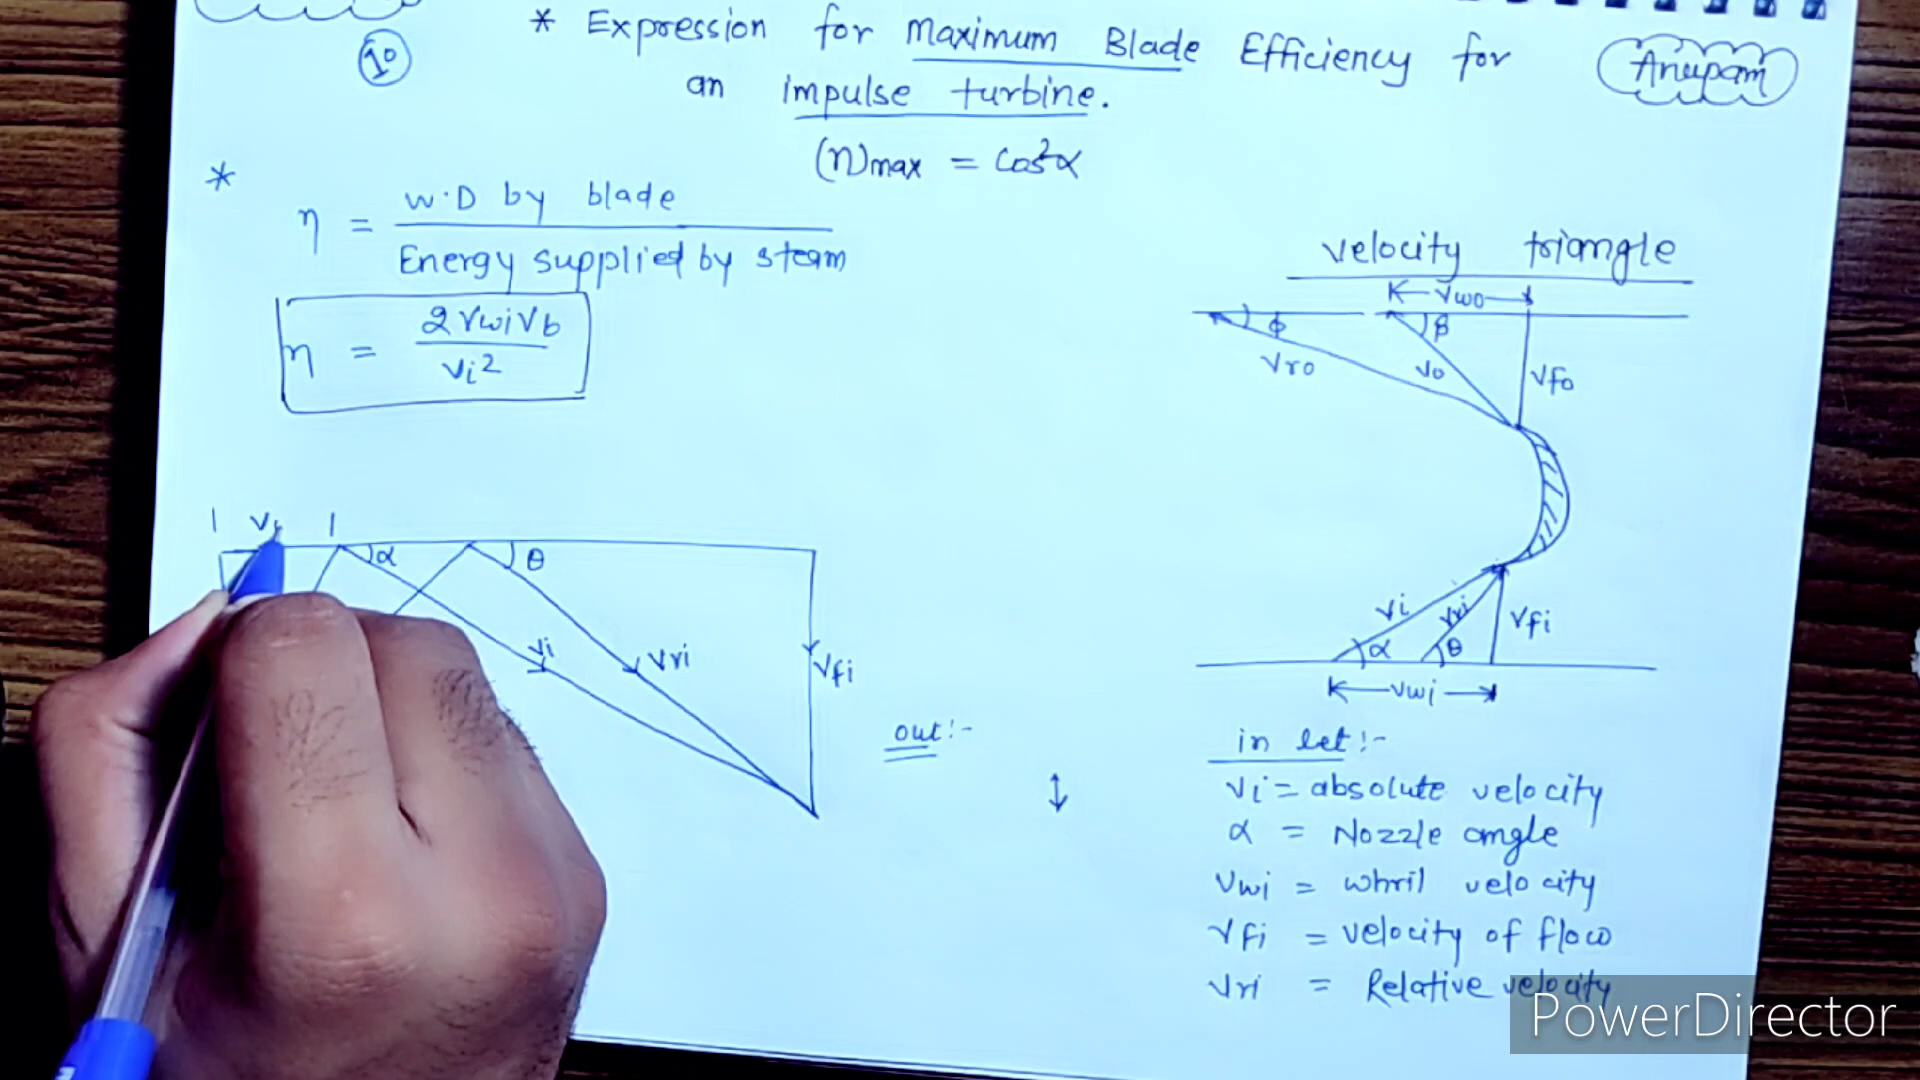 10
* Expression for Maximum Blade Efficiency for
an impulse turbine.
Anupam
(η)max = Cos²α
*
η = W.D by blade
Energy supplied by steam
η = 2VwiVb
Vi²
velocity triangle
Vwo
ϕ
β
Vro
Vo
Vfo
α
θ
Vi
Vri
Vfi
Vi
Vri
Vfi
α
θ
Vwi
out:-
in let:-
Vi = absolute velocity
α = Nozzle angle
Vwi = whril velocity
Vfi = velocity of flow
Vri = Relative velocity
PowerDirector